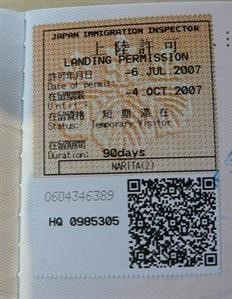 JAPAN IMMIGRATION INSPECTOR
上陸許可
LANDING PERMISSION
許可年月日 -6 JUL.2007
Date of permit:
在留期限 -4 OCT.2007
Until:
在留資格 短期滞在
Status: Temporary Visitor
在留期間
Duration: 90days
NARITA(2)
0604346389
HQ 0985305